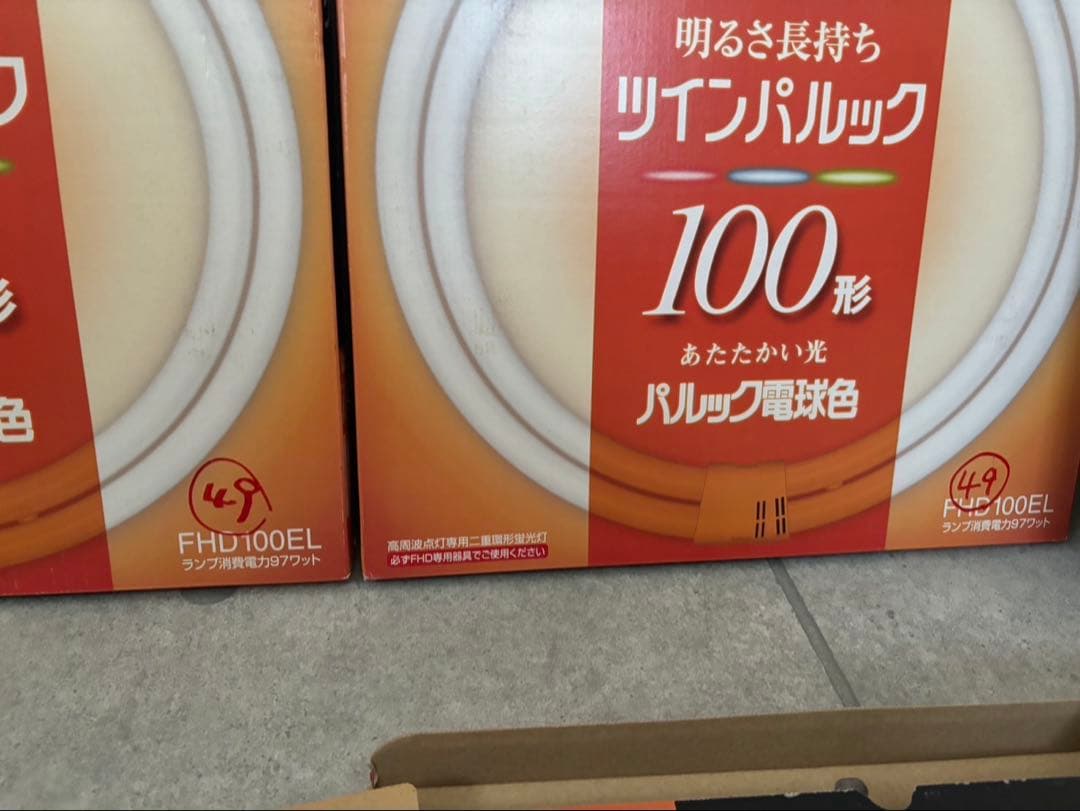 ク
形
色
49
FHD100EL
ランプ消費電力97ワット
明るさ長持ち
ツインパルック
100形
あたたかい光
パルック電球色
49
FHD100EL
ランプ消費電力97ワット
高周波点灯専用二重環形蛍光灯
必ずFHD専用器具でご使用ください